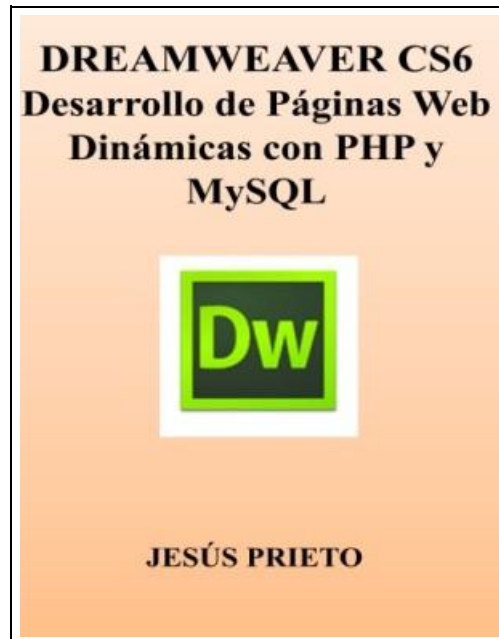 DREAMWEAVER CS6
Desarrollo de Páginas Web
Dinámicas con PHP y
MySQL
Dw
JESÚS PRIETO